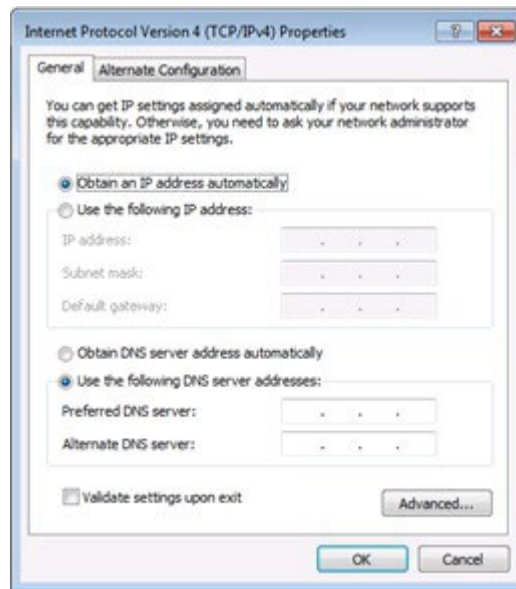 Internet Protocol Version 4 (TCP/IPv4) Properties
General
Alternate Configuration
You can get IP settings assigned automatically if your network supports
this capability. Otherwise, you need to ask your network administrator
for the appropriate IP settings.
Obtain an IP address automatically
Use the following IP address:
IP address:
Subnet mask:
Default gateway:
Obtain DNS server address automatically
Use the following DNS server addresses:
Preferred DNS server:
Alternate DNS server:
Validate settings upon exit
Advanced...
OK
Cancel